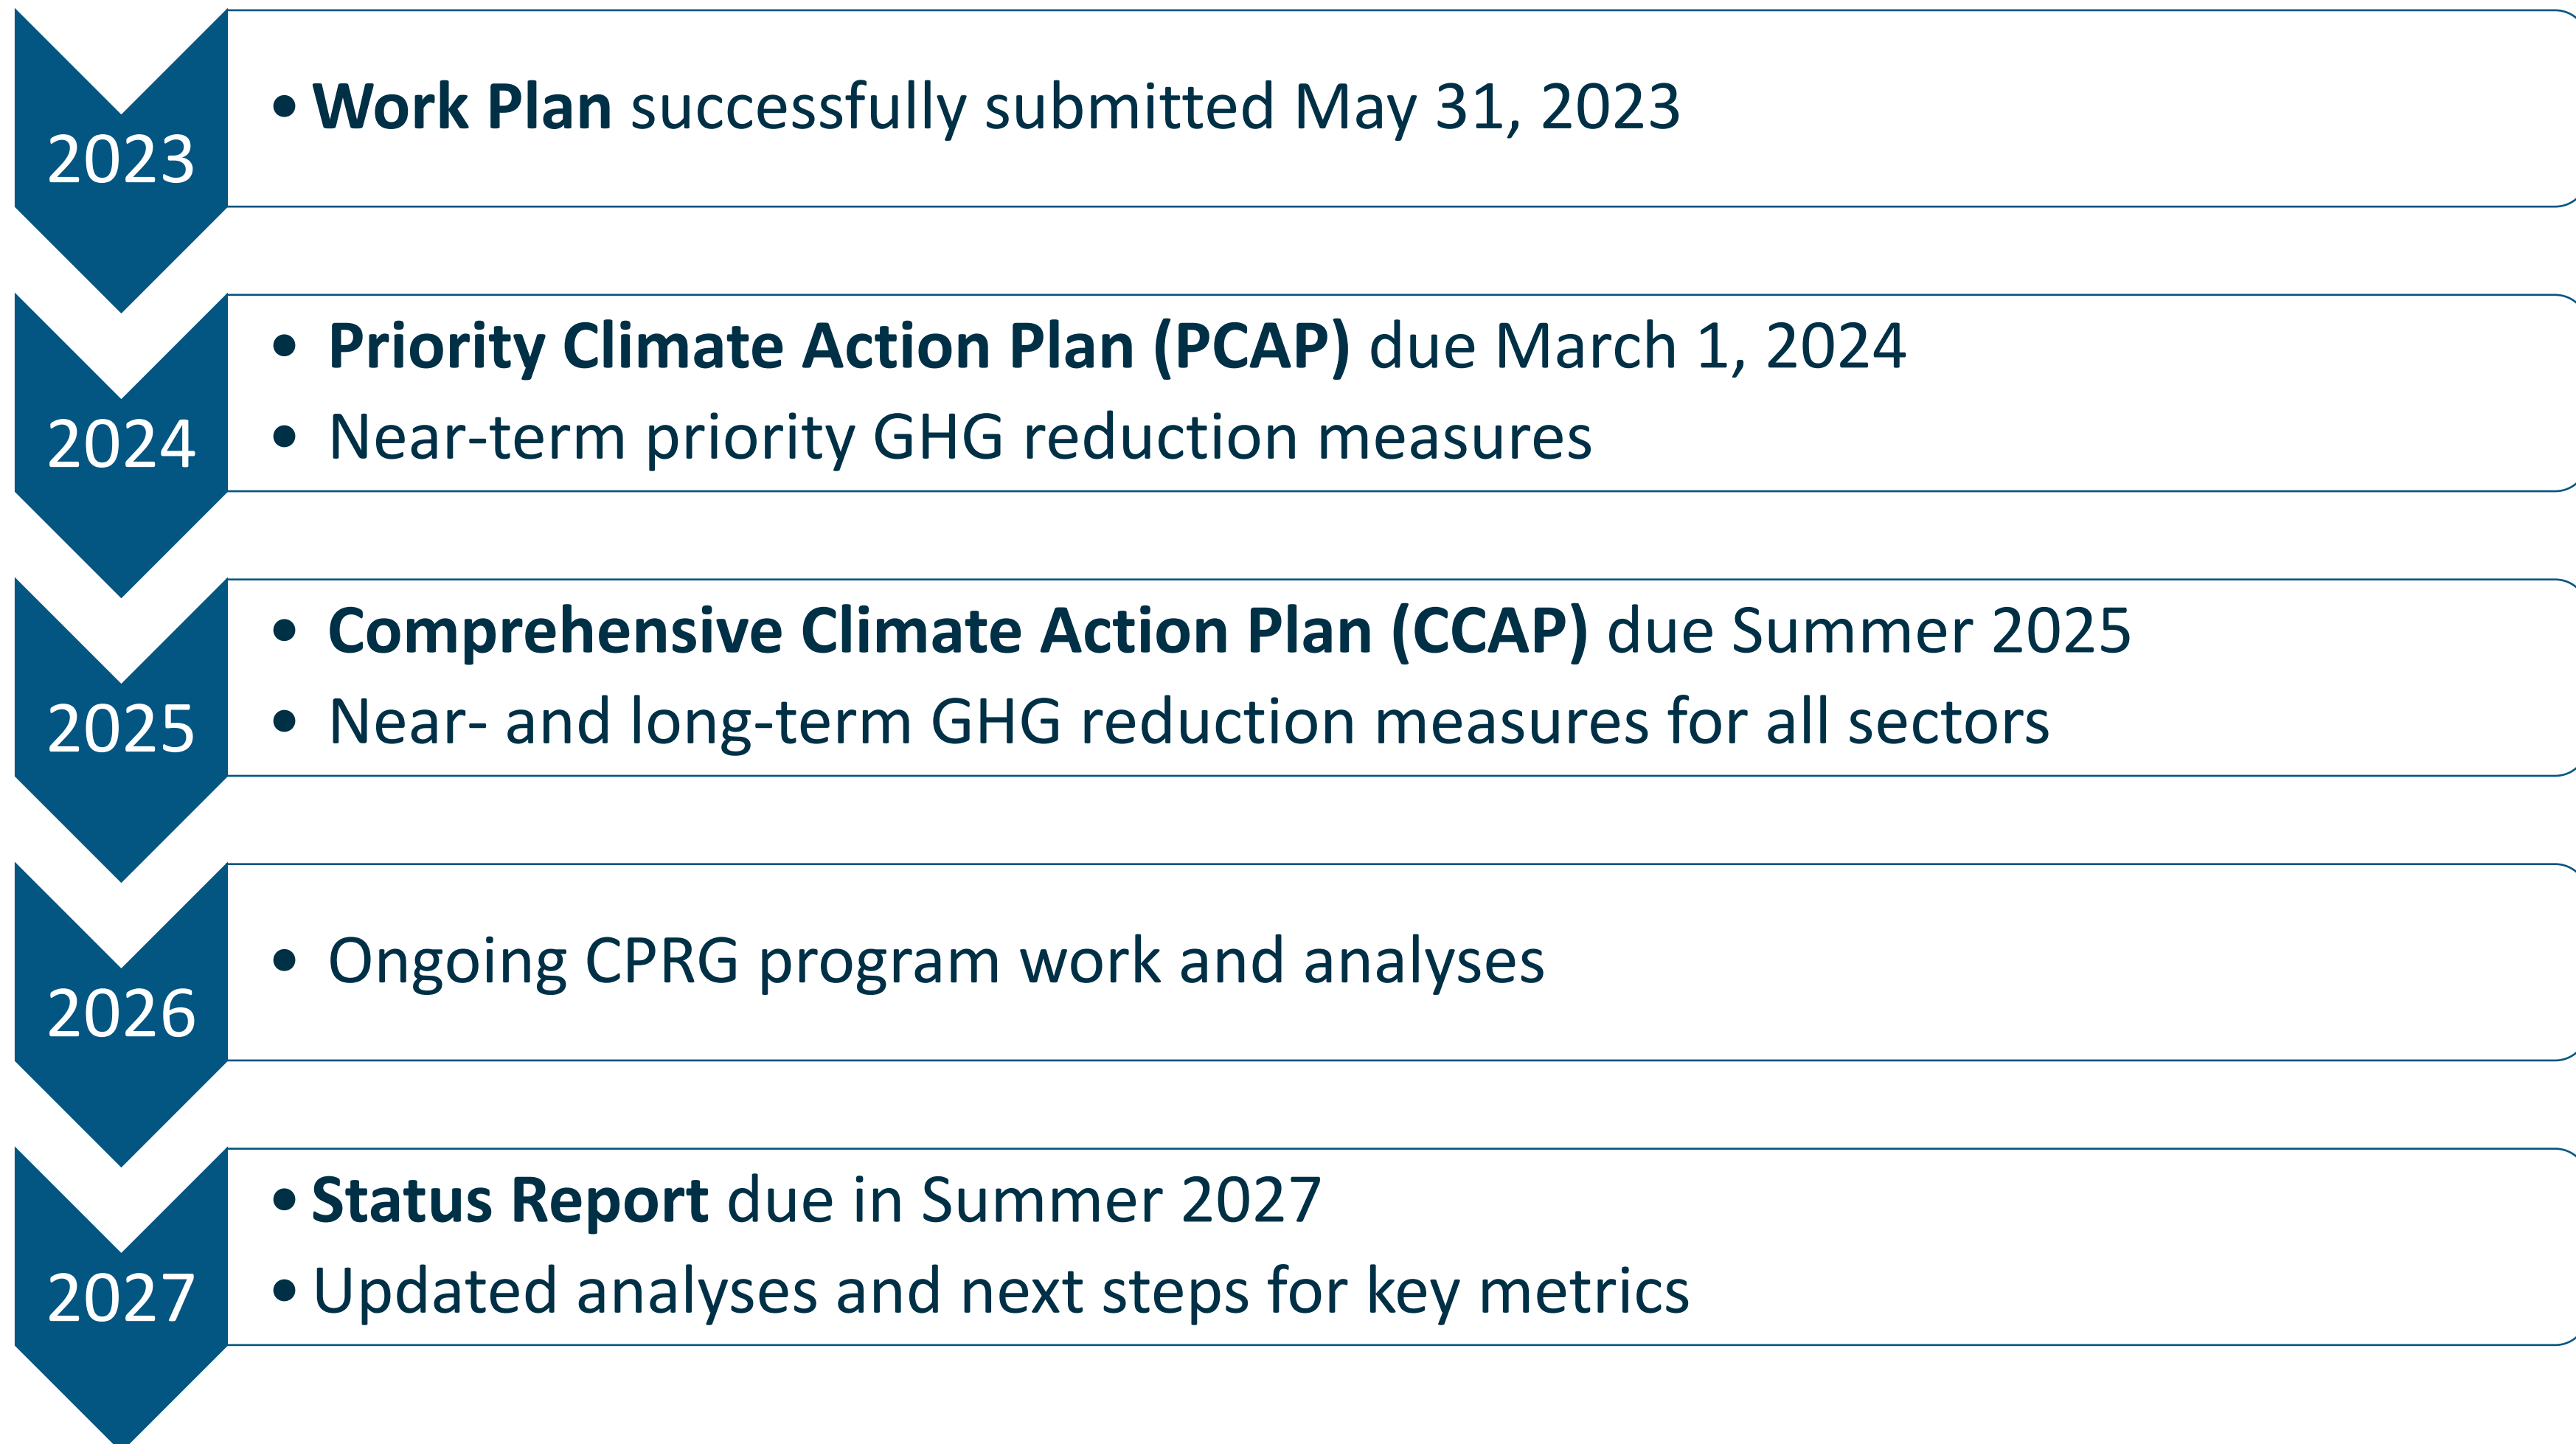 2023
• Work Plan successfully submitted May 31, 2023
2024
• Priority Climate Action Plan (PCAP) due March 1, 2024
• Near-term priority GHG reduction measures
2025
• Comprehensive Climate Action Plan (CCAP) due Summer 2025
• Near- and long-term GHG reduction measures for all sectors
2026
• Ongoing CPRG program work and analyses
2027
• Status Report due in Summer 2027
• Updated analyses and next steps for key metrics